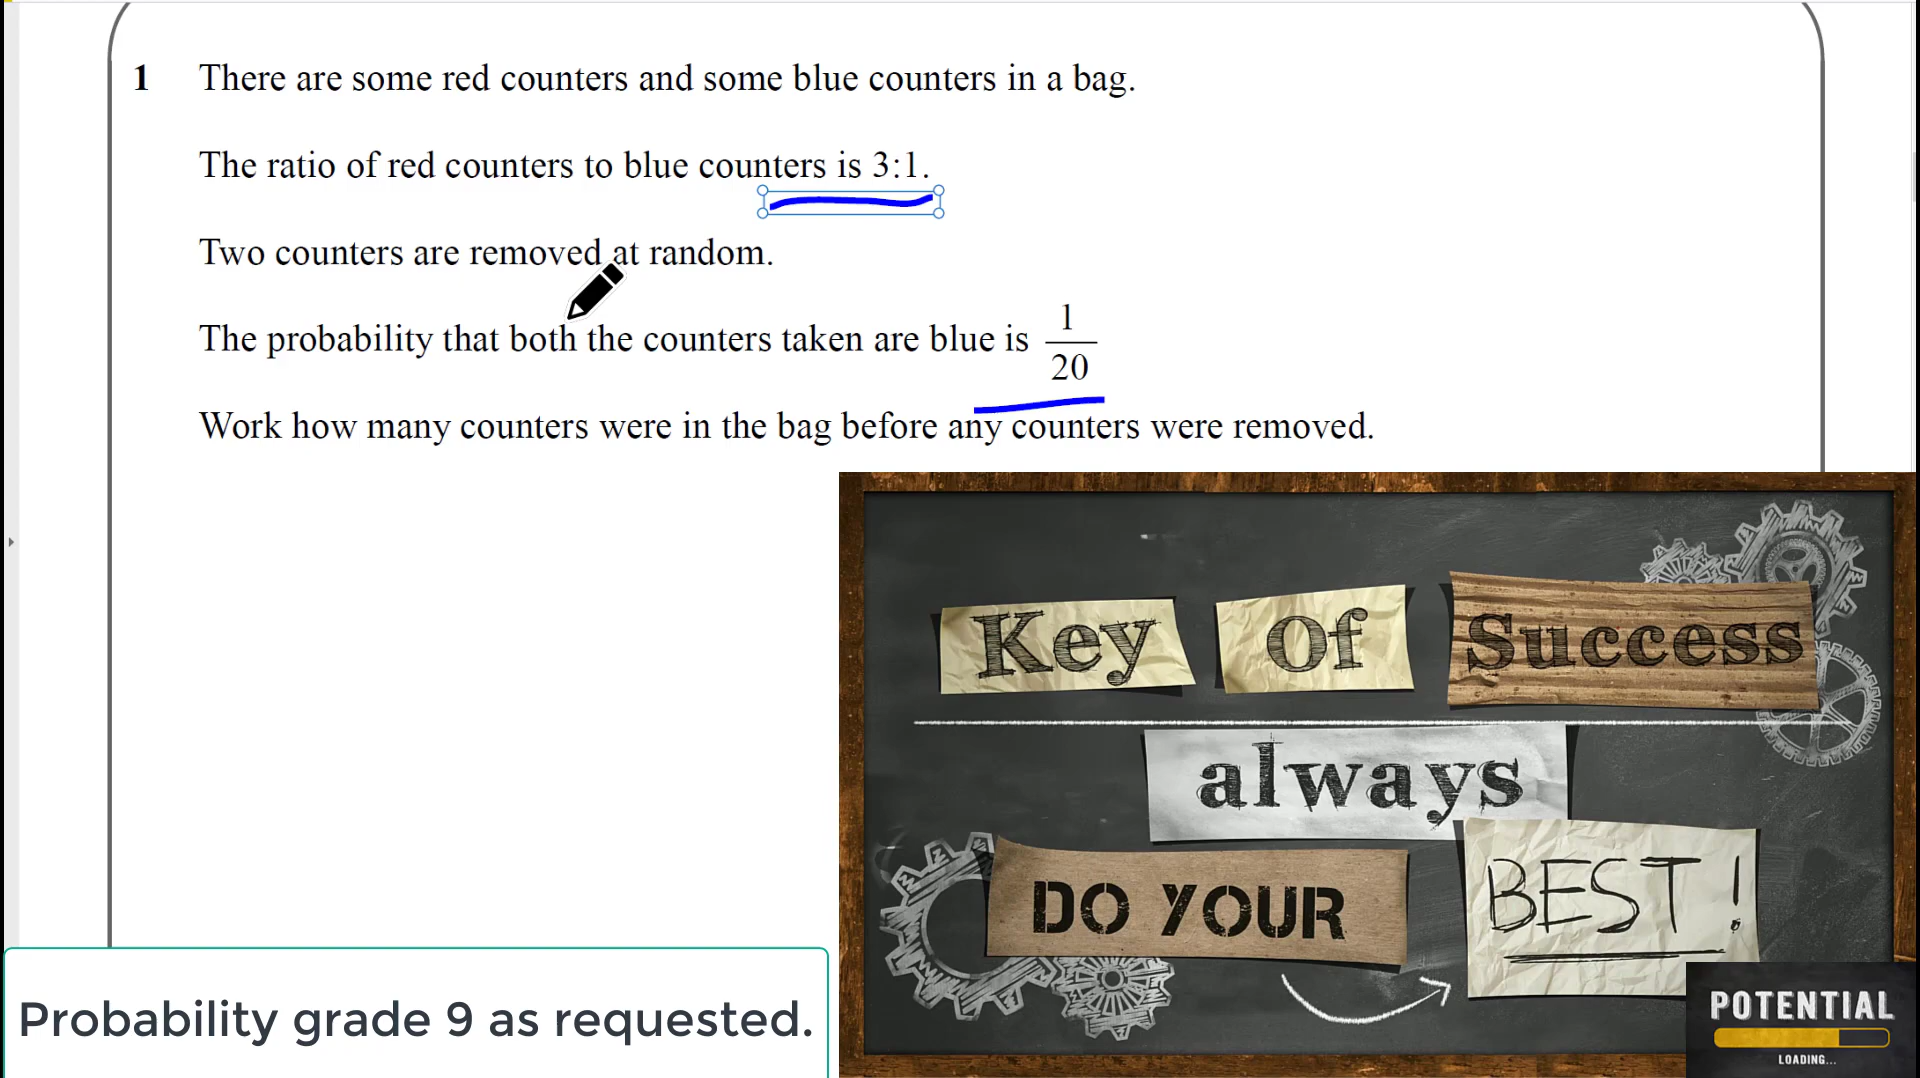 1 There are some red counters and some blue counters in a bag.
The ratio of red counters to blue counters is 3:1.
Two counters are removed at random.
The probability that both the counters taken are blue is 1/20
Work how many counters were in the bag before any counters were removed.
Key Of Success
always
DO YOUR BEST!
Probability grade 9 as requested.
POTENTIAL
LOADING...